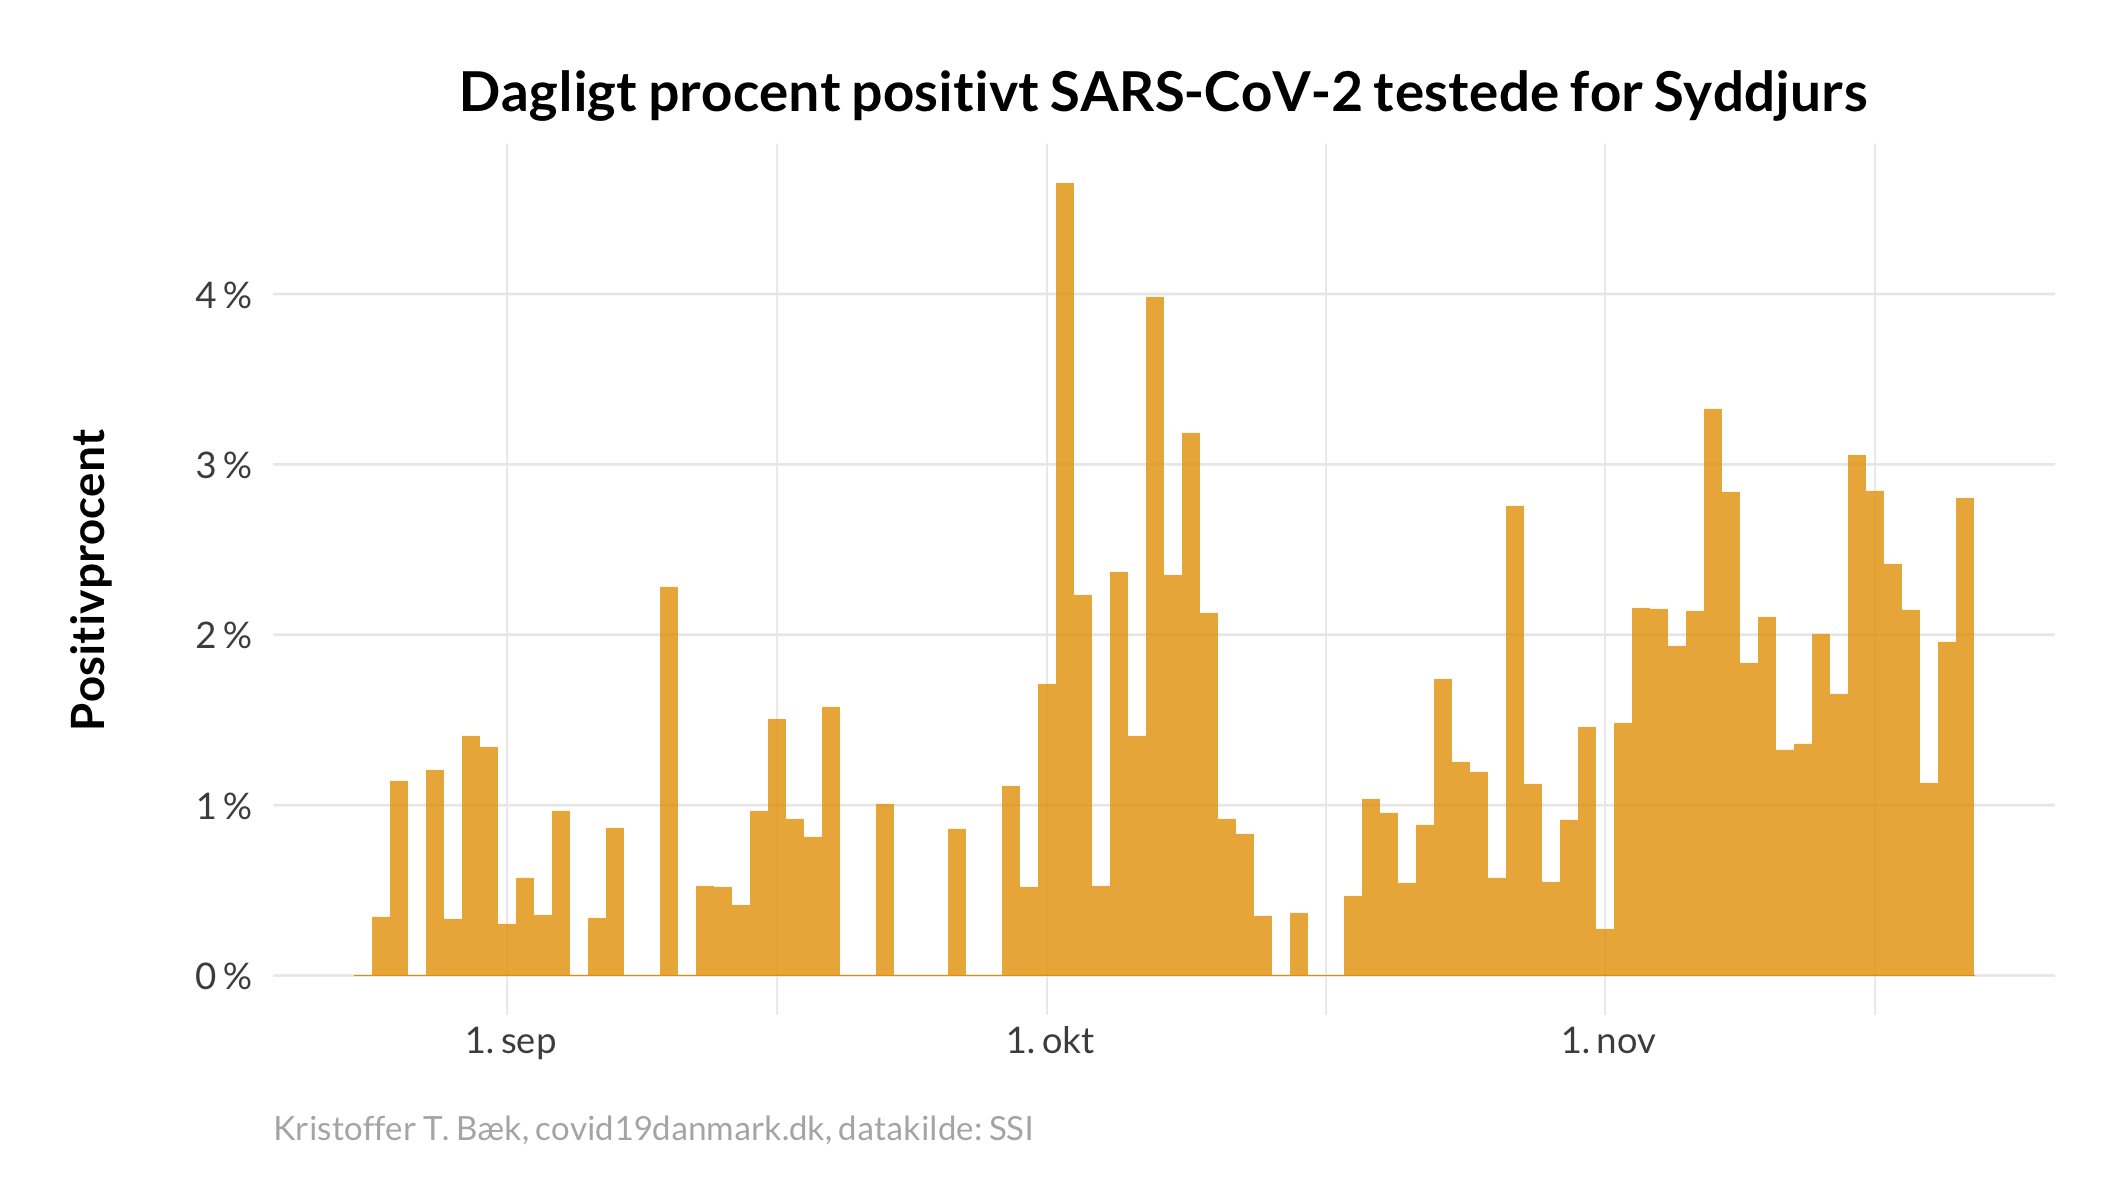 Dagligt procent positivt SARS-CoV-2 testede for Syddjurs
Positivprocent
4 %
3 %
2 %
1 %
0 %
1. sep
1. okt
1. nov
Kristoffer T. Bæk, covid19danmark.dk, datakilde: SSI